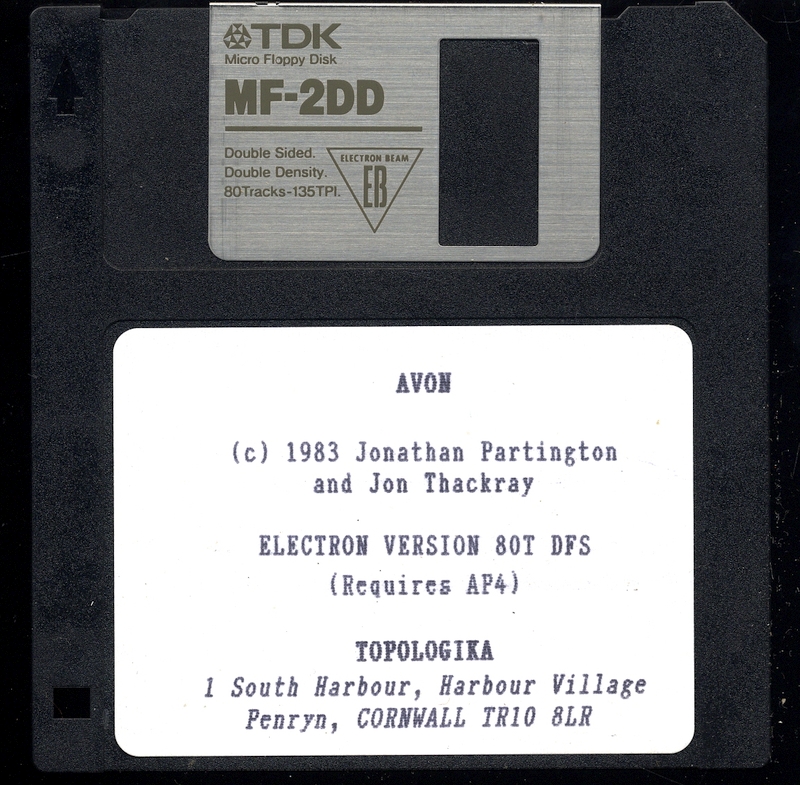 TDK
Micro Floppy Disk
MF-2DD
Double Sided.
Double Density.
80Tracks-135TPI.
ELECTRON BEAM
EB
AVON
(c) 1983 Jonathan Partington
and Jon Thackray
ELECTRON VERSION 80T DFS
(Requires AP4)
TOPOLOGIKA
1 South Harbour, Harbour Village
Penryn, CORNWALL TR10 8LR